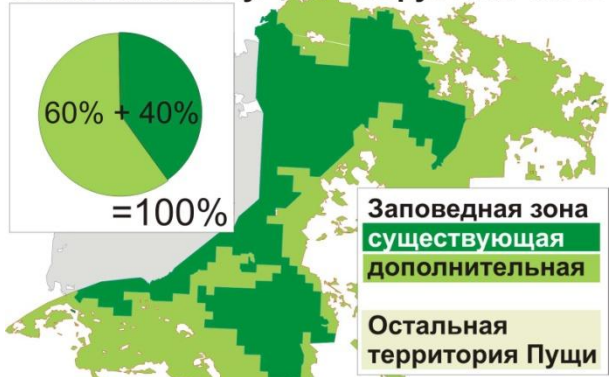 60% + 40%
=100%
Заповедная зона
существующая
дополнительная
Остальная
территория Пущи